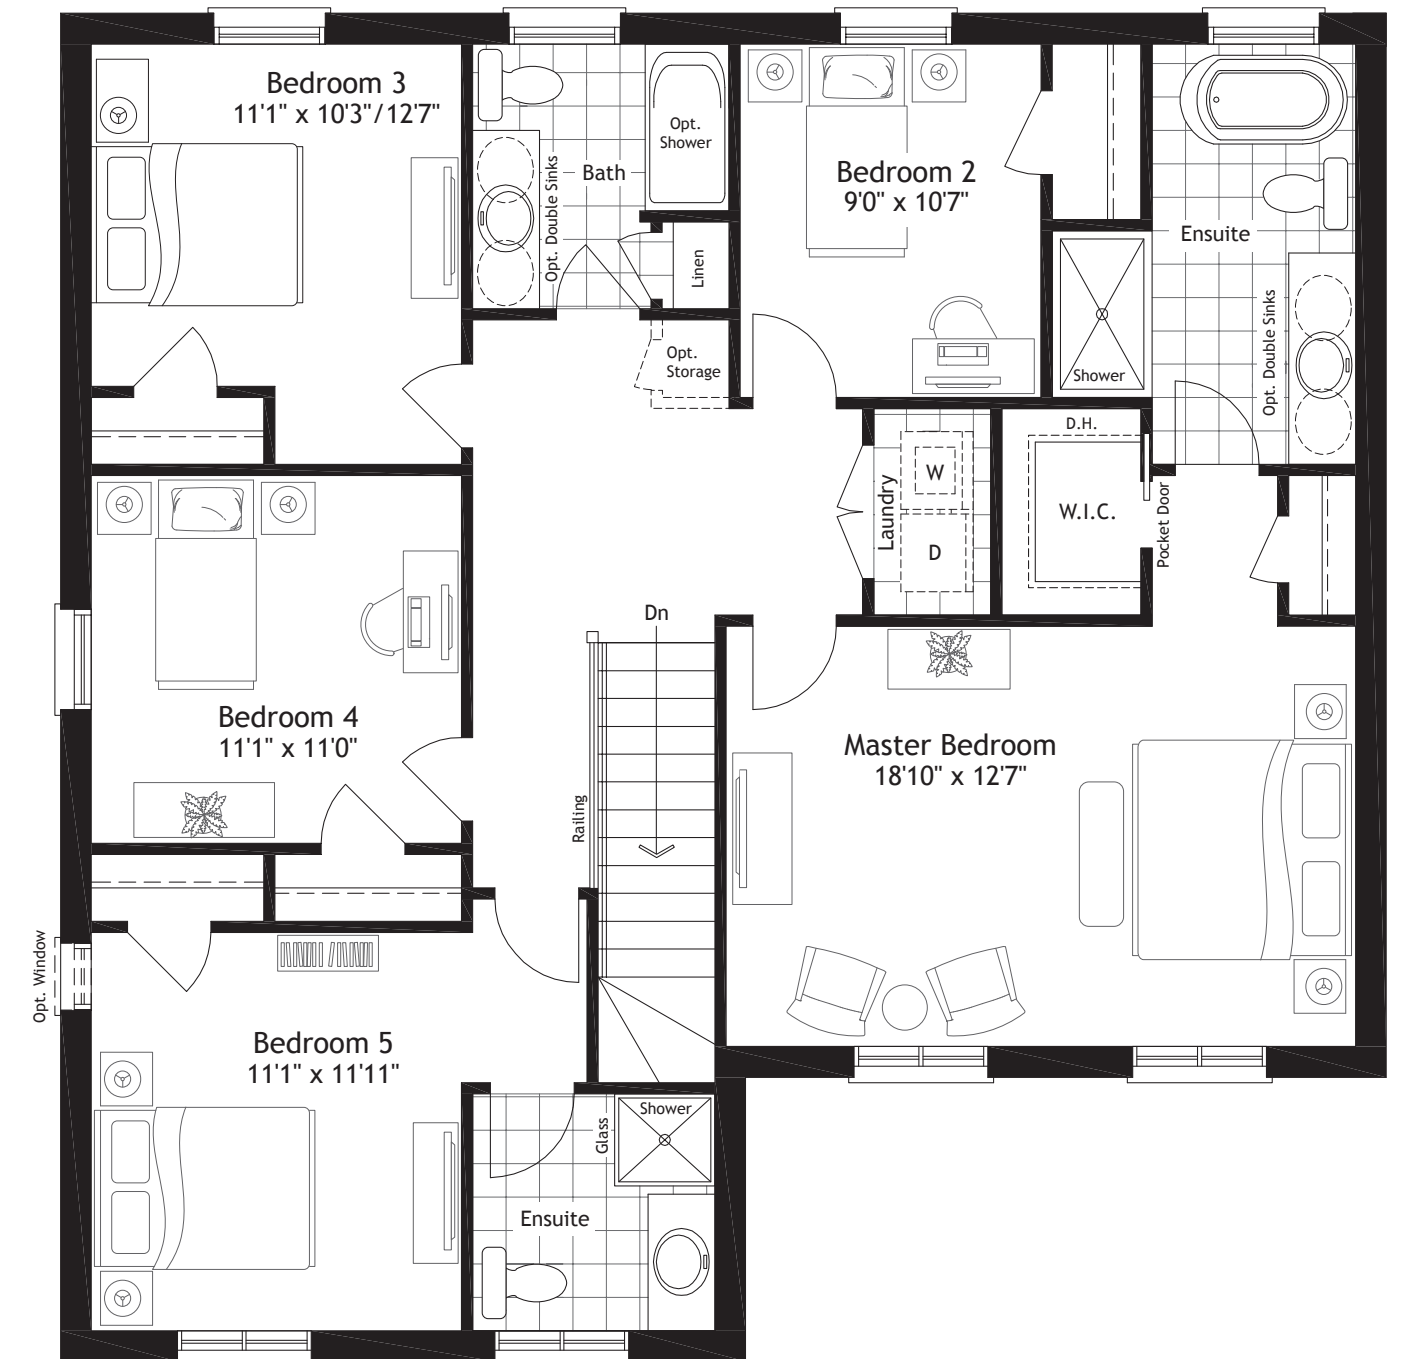 Bedroom 3
11'1" x 10'3"/12'7"
Opt. Double Sinks
Bath
Opt.
Shower
Linen
Opt.
Storage
Bedroom 2
9'0" x 10'7"
Ensuite
Shower
Opt. Double Sinks
D.H.
W.I.C.
Pocket Door
Laundry
W
D
Dn
Railing
Bedroom 4
11'1" x 11'0"
Master Bedroom
18'10" x 12'7"
Opt. Window
Bedroom 5
11'1" x 11'11"
Glass
Shower
Ensuite